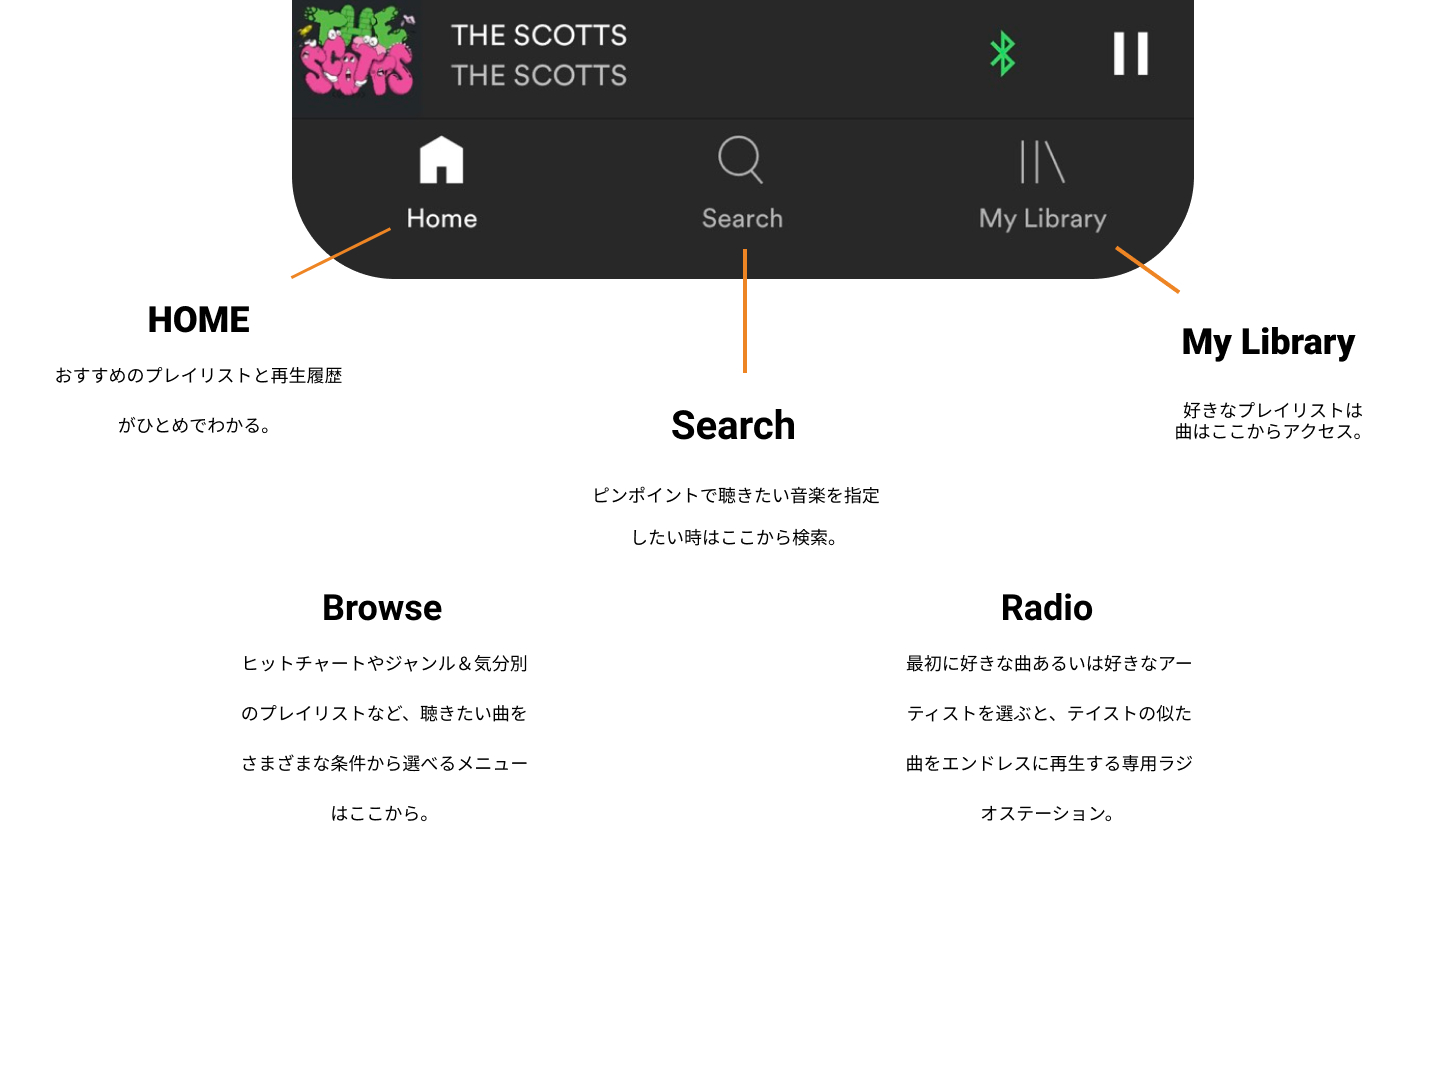 THE SCOTTS
THE SCOTTS
THE SCOTTS
Home
Search
My Library
HOME
おすすめのプレイリストと再生履歴
がひとめでわかる。
My Library
好きなプレイリストは
曲はここからアクセス。
Search
ピンポイントで聴きたい音楽を指定
したい時はここから検索。
Browse
ヒットチャートやジャンル＆気分別
のプレイリストなど、聴きたい曲を
さまざまな条件から選べるメニュー
はここから。
Radio
最初に好きな曲あるいは好きなアー
ティストを選ぶと、テイストの似た
曲をエンドレスに再生する専用ラジ
オステーション。